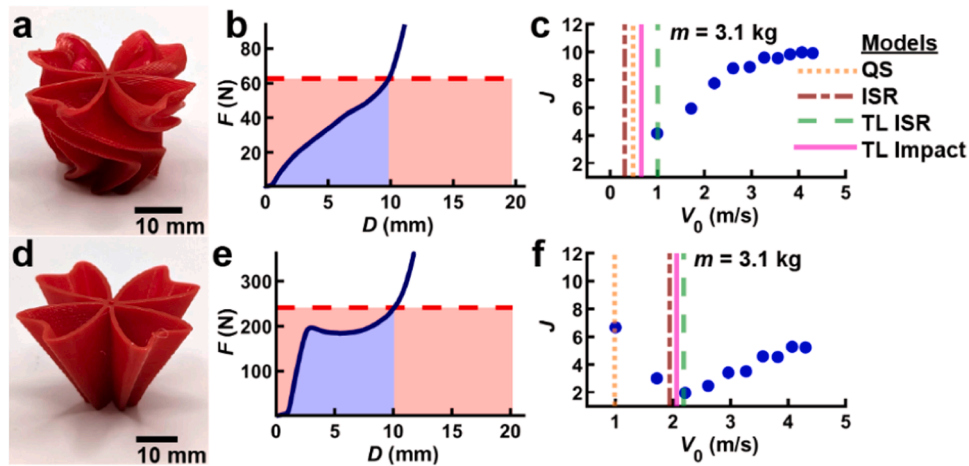 a
10 mm
b
F (N)
80
60
40
20
0
5
10
15
20
D (mm)
c
m = 3.1 kg
J
12
10
8
6
4
2
0
1
2
3
4
5
V0 (m/s)
Models
QS
ISR
TL ISR
TL Impact
d
10 mm
e
F (N)
300
200
100
0
5
10
15
20
D (mm)
f
m = 3.1 kg
J
12
10
8
6
4
2
1
2
3
4
5
V0 (m/s)